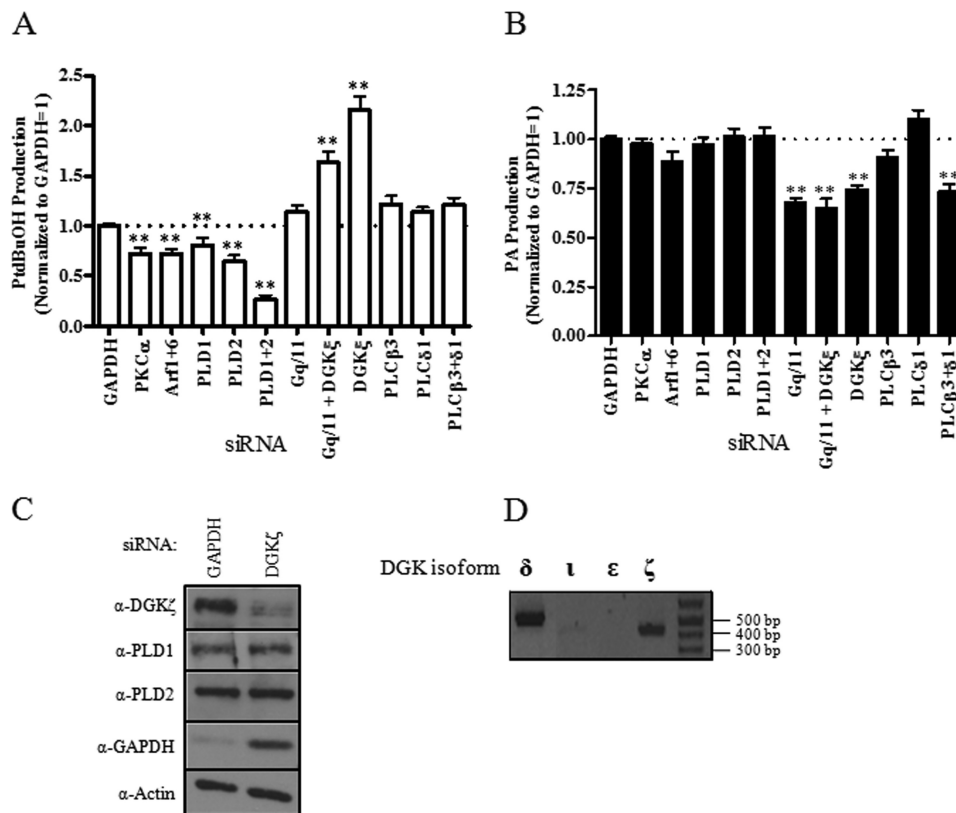 A
PtdBuOH Production
(Normalized to GAPDH=1)
2.5
2.0
1.5
1.0
0.5
0.0
**
**
**
**
**
**
**
GAPDH
PKCα
Arf1+6
PLD1
PLD2
PLD1+2
Gq/11
Gq/11 + DGKξ
DGKξ
PLCβ3
PLCδ1
PLCβ3+δ1
siRNA
B
PA Production
(Normalized to GAPDH=1)
1.25
1.00
0.75
0.50
0.25
0.00
**
**
**
**
GAPDH
PKCα
Arf1+6
PLD1
PLD2
PLD1+2
Gq/11
Gq/11 + DGKξ
DGKξ
PLCβ3
PLCδ1
PLCβ3+δ1
siRNA
C
siRNA:
GAPDH
DGKζ
α-DGKζ
α-PLD1
α-PLD2
α-GAPDH
α-Actin
D
DGK isoform δ ι ε ζ
500 bp
400 bp
300 bp